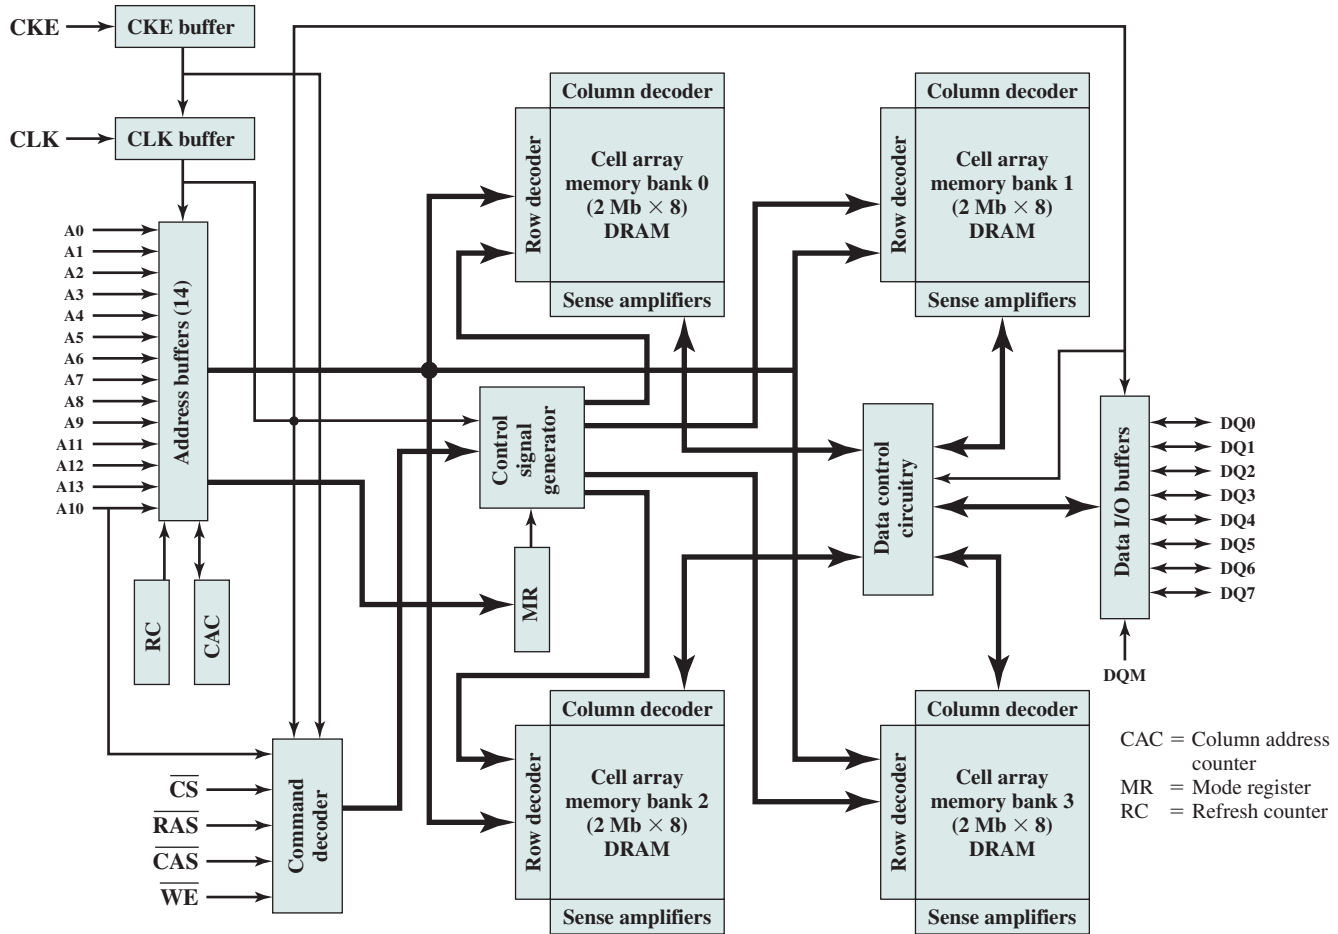 CKE
CKE buffer
CLK
CLK buffer
A0
A1
A2
A3
A4
A5
A6
A7
A8
A9
A11
A12
A13
A10
Address buffers (14)
RC
CAC
Column decoder
Row decoder
Cell array
memory bank 0
(2 Mb × 8)
DRAM
Sense amplifiers
Column decoder
Row decoder
Cell array
memory bank 1
(2 Mb × 8)
DRAM
Sense amplifiers
Control
signal
generator
MR
Data control
circuitry
Data I/O buffers
DQ0
DQ1
DQ2
DQ3
DQ4
DQ5
DQ6
DQ7
DQM
C̅S̅
R̅A̅S̅
C̅A̅S̅
W̅E̅
Command
decoder
Column decoder
Row decoder
Cell array
memory bank 2
(2 Mb × 8)
DRAM
Sense amplifiers
Column decoder
Row decoder
Cell array
memory bank 3
(2 Mb × 8)
DRAM
Sense amplifiers
CAC = Column address
counter
MR = Mode register
RC = Refresh counter